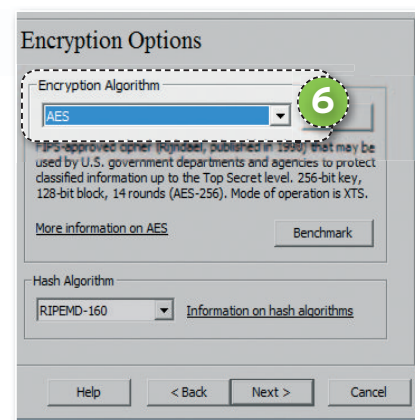 Encryption Options
Encryption Algorithm
AES
6
FIPS-approved cipher (Rijndael, published in 1998) that may be
used by U.S. government departments and agencies to protect
classified information up to the Top Secret level. 256-bit key,
128-bit block, 14 rounds (AES-256). Mode of operation is XTS.
More information on AES
Benchmark
Hash Algorithm
RIPEMD-160
Information on hash algorithms
Help
< Back
Next >
Cancel